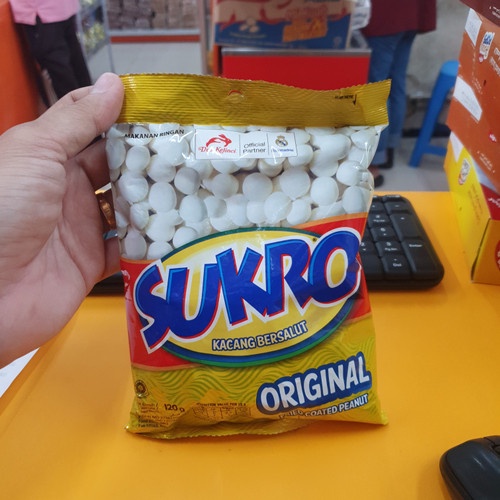 MAKANAN RINGAN
Dua Kelinci
Official
Partner
SUKRO
KACANG BERSALUT
ORIGINAL
COATED PEANUT
120 g